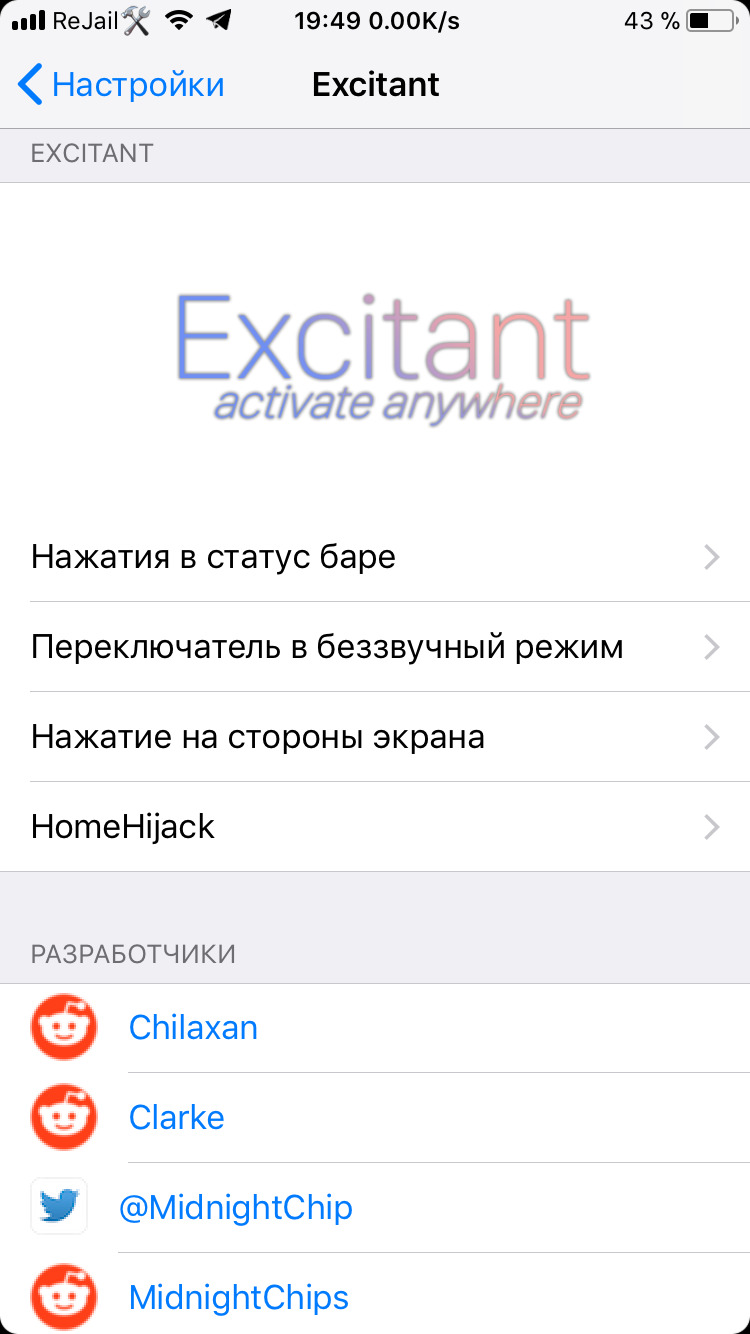 ReJail🛠 19:49 0.00K/s 43 %
Настройки Excitant
EXCITANT
Excitant
activate anywhere
Нажатия в статус баре
Переключатель в беззвучный режим
Нажатие на стороны экрана
HomeHijack
РАЗРАБОТЧИКИ
Chilaxan
Clarke
@MidnightChip
MidnightChips